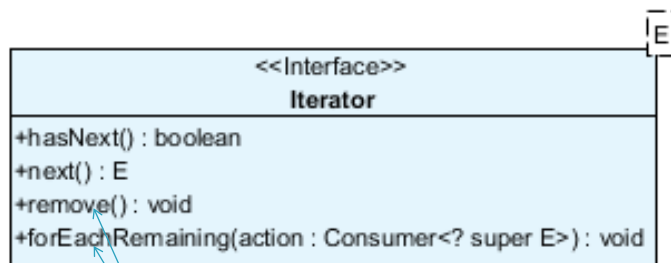 E
<<Interface>>
Iterator
+hasNext() : boolean
+next() : E
+remove() : void
+forEachRemaining(action : Consumer<? super E>) : void